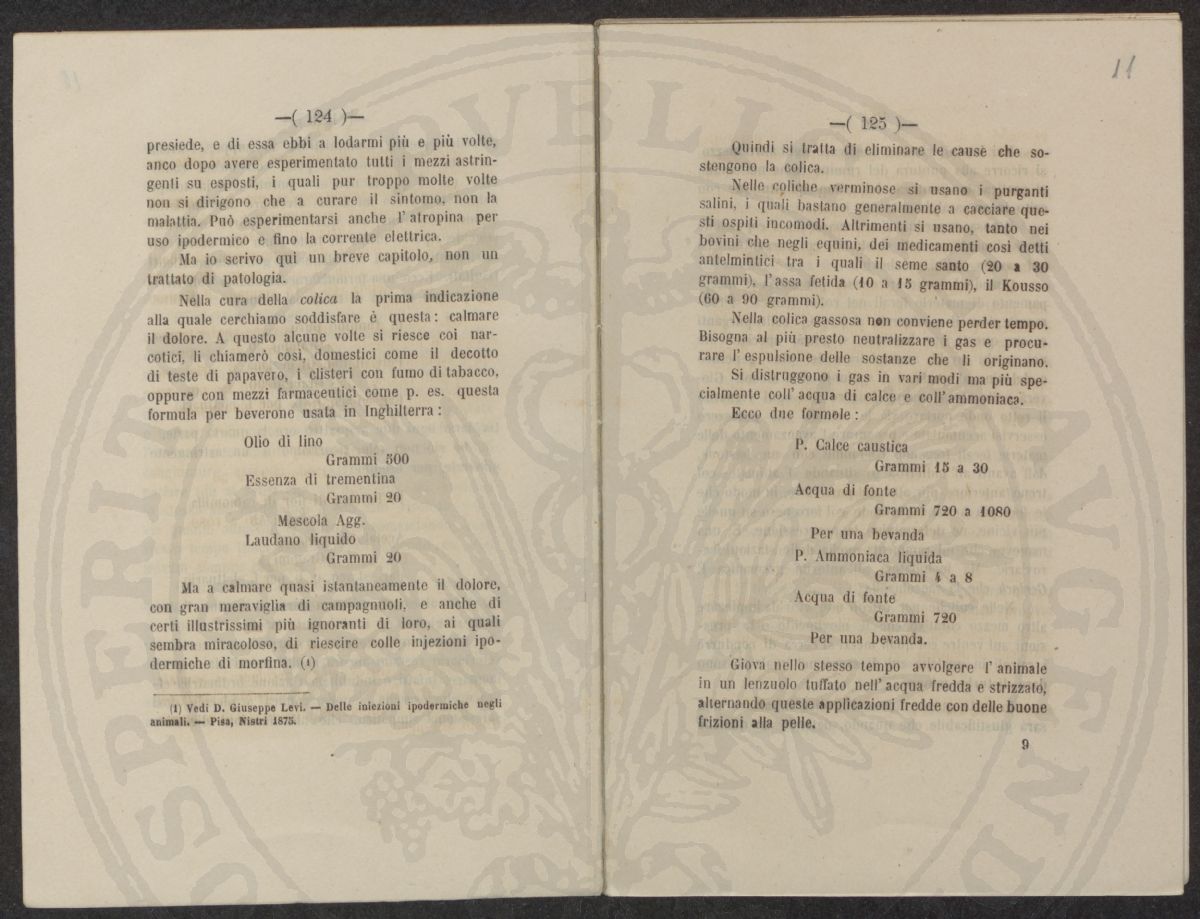 —( 124 )—
presiede, e di essa ebbi a lodarmi più e più volte,
anco dopo avere esperimentato tutti i mezzi astrin-
genti su esposti, i quali pur troppo molte volte
non si dirigono che a curare il sintomo, non la
malattia. Può esperimentarsi anche l'atropina per
uso ipodermico e fino la corrente elettrica.
Ma io scrivo qui un breve capitolo, non un
trattato di patologia.
Nella cura della colica la prima indicazione
alla quale cerchiamo soddisfare è questa: calmare
il dolore. A questo alcune volte si riesce coi nar-
cotici, li chiamerò così, domestici come il decotto
di teste di papavero, i clisteri con fumo di tabacco,
oppure con mezzi farmaceutici come p. es. questa
formula per beverone usata in Inghilterra:
Olio di lino
Grammi 500
Essenza di trementina
Grammi 20
Mescola Agg.
Laudano liquido
Grammi 20
Ma a calmare quasi istantaneamente il dolore,
con gran meraviglia di campagnuoli, e anche di
certi illustrissimi più ignoranti di loro, ai quali
sembra miracoloso, di riescire colle injezioni ipo-
dermiche di morfina. (1)
(1) Vedi D. Giuseppe Levi. — Delle iniezioni ipodermiche negli
animali. — Pisa, Nistri 1875.
11
—( 125 )—
Quindi si tratta di eliminare le cause che so-
stengono la colica.
Nelle coliche verminose si usano i purganti
salini, i quali bastano generalmente a cacciare que-
sti ospiti incomodi. Altrimenti si usano, tanto nei
bovini che negli equini, dei medicamenti così detti
antelmintici tra i quali il seme santo (20 a 30
grammi), l'assa fetida (10 a 15 grammi), il Kousso
(60 a 90 grammi).
Nella colica gassosa non conviene perder tempo.
Bisogna al più presto neutralizzare i gas e procu-
rare l'espulsione delle sostanze che li originano.
Si distruggono i gas in vari modi ma più spe-
cialmente coll'acqua di calce e coll'ammoniaca.
Ecco due formole:
P. Calce caustica
Grammi 15 a 30
Acqua di fonte
Grammi 720 a 1080
Per una bevanda
P. Ammoniaca liquida
Grammi 4 a 8
Acqua di fonte
Grammi 720
Per una bevanda.
Giova nello stesso tempo avvolgere l'animale
in un lenzuolo tuffato nell'acqua fredda e strizzato,
alternando queste applicazioni fredde con delle buone
frizioni alla pelle.
9